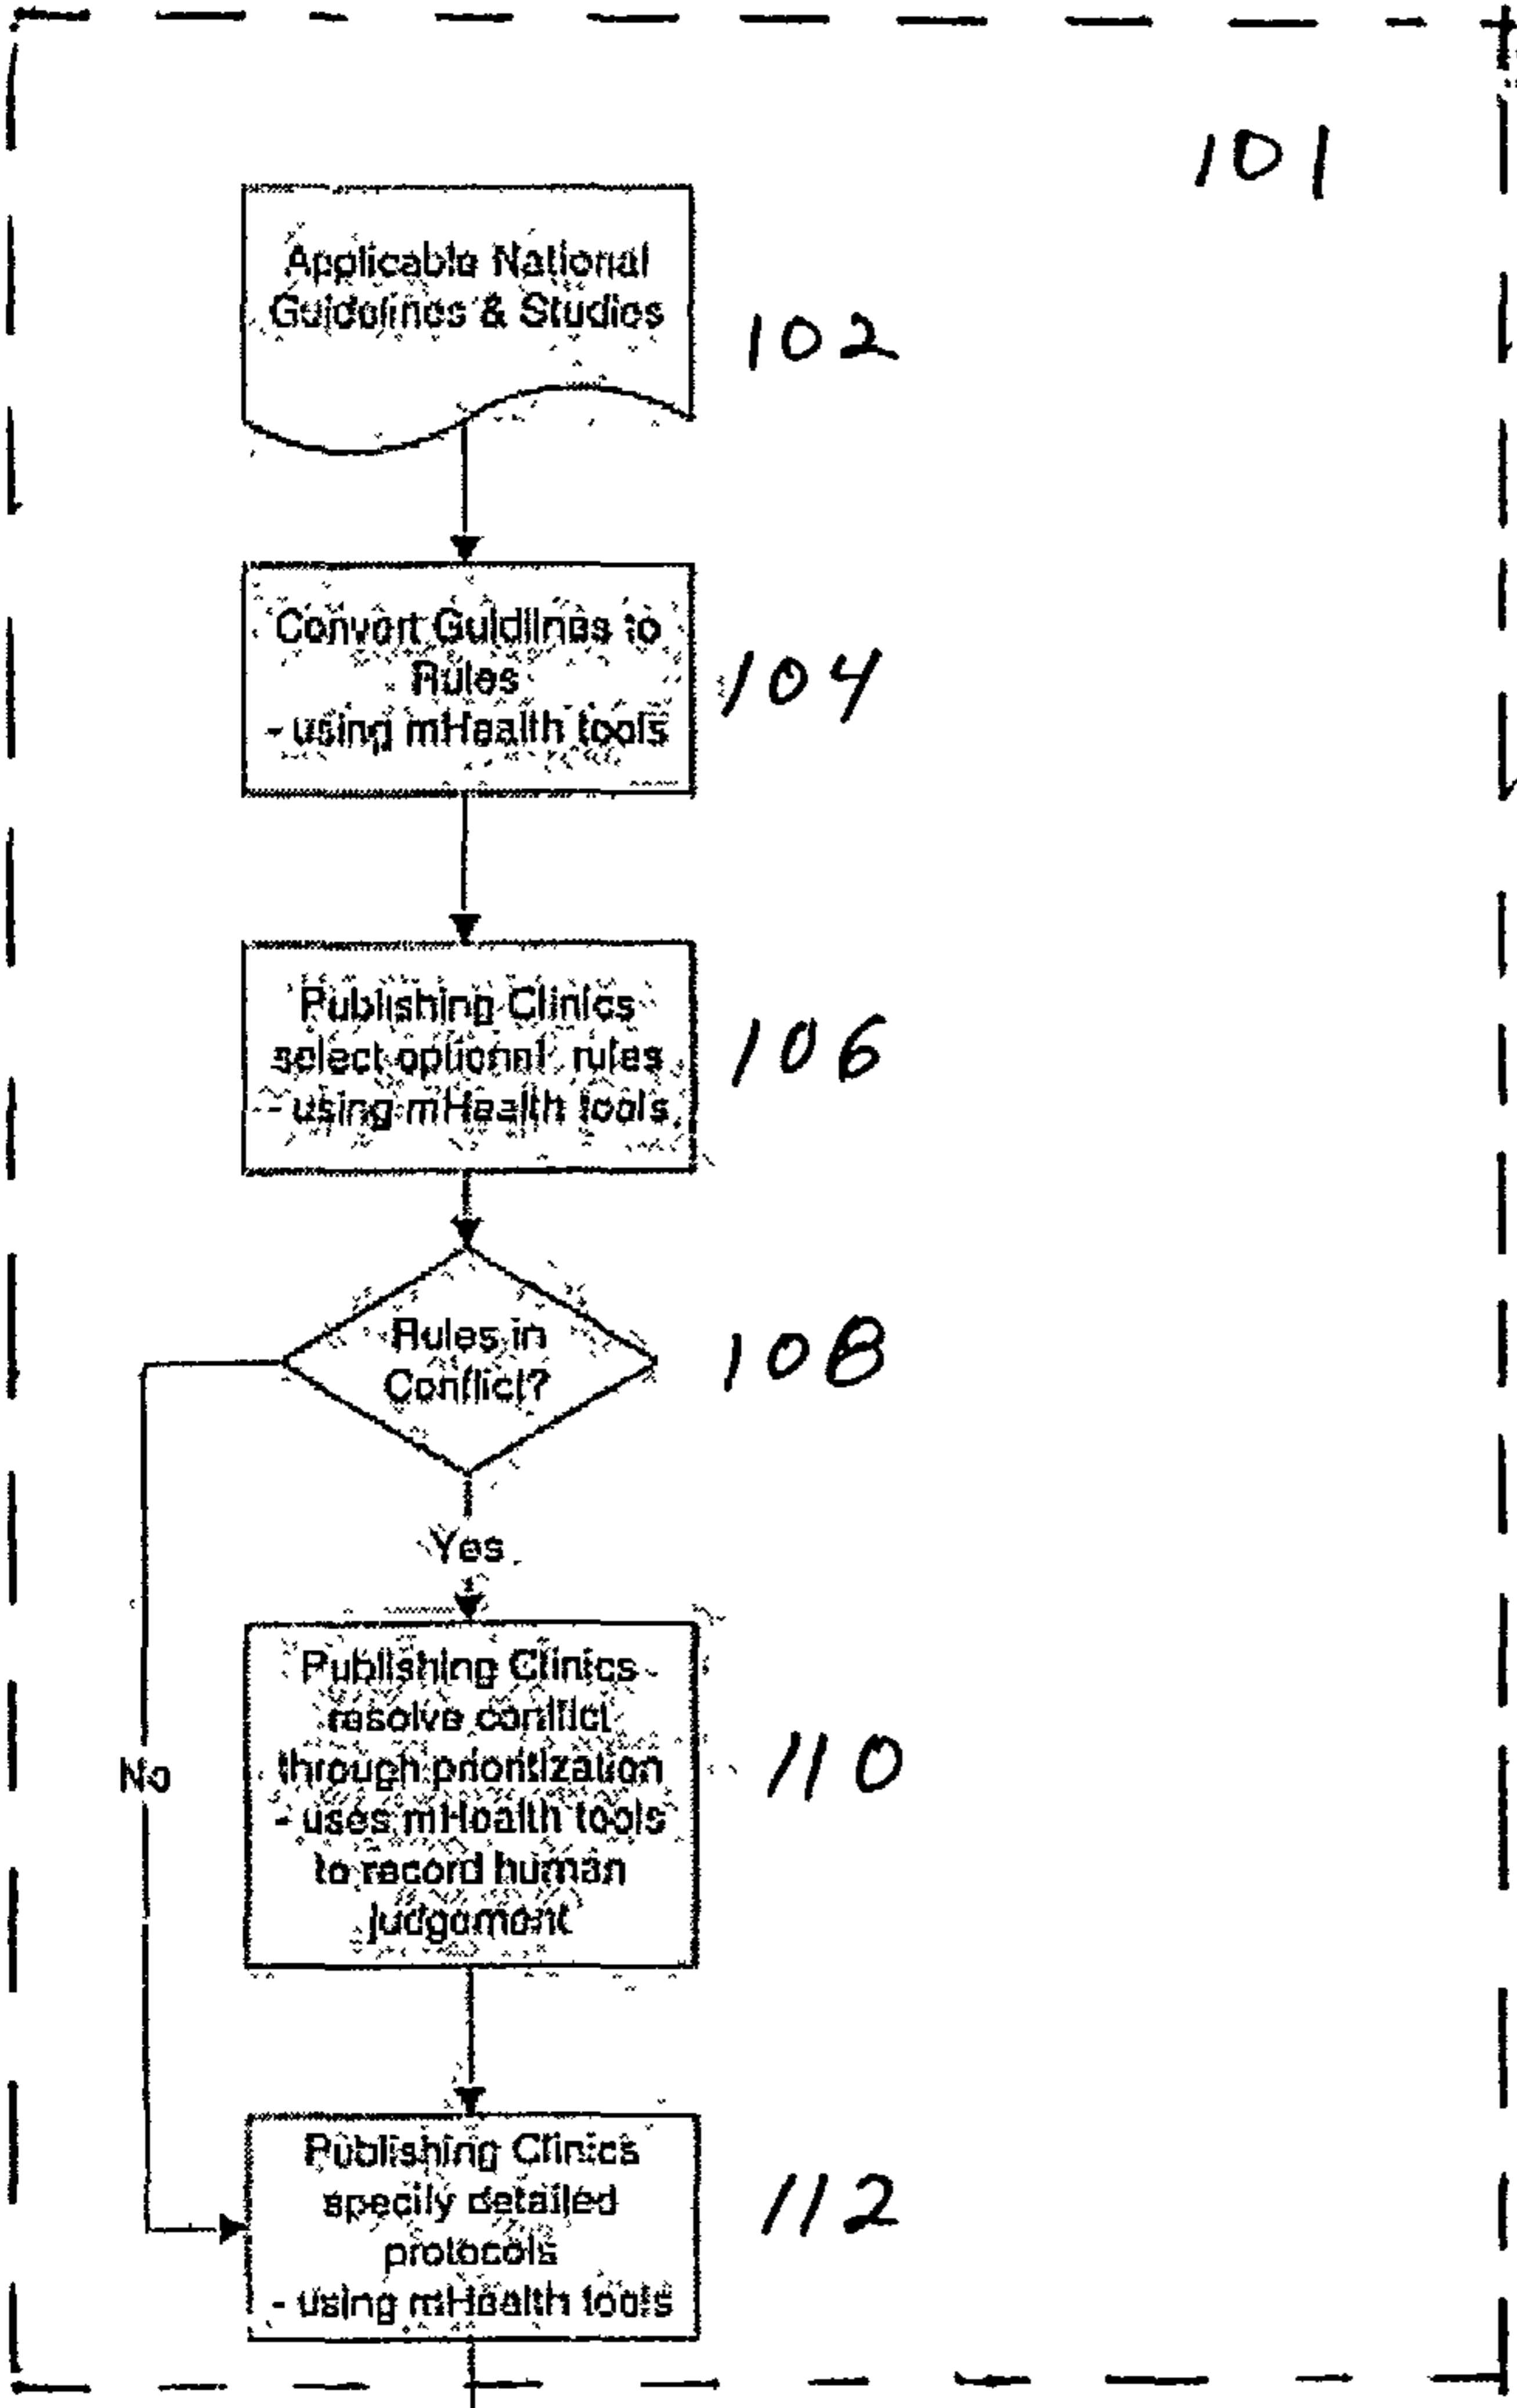 101
Applicable National
Guidelines & Studies
102
Convert Guidlines to
Rules
- using mHealth tools
104
Publishing Clinics
select optional rules
- using mHealth tools
106
Rules in
Conflict?
108
Yes
No
Publishing Clinics
resolve conflict
through prioritization
- uses mHealth tools
to record human
judgement
110
Publishing Clinics
specify detailed
protocols
- using mHealth tools
112